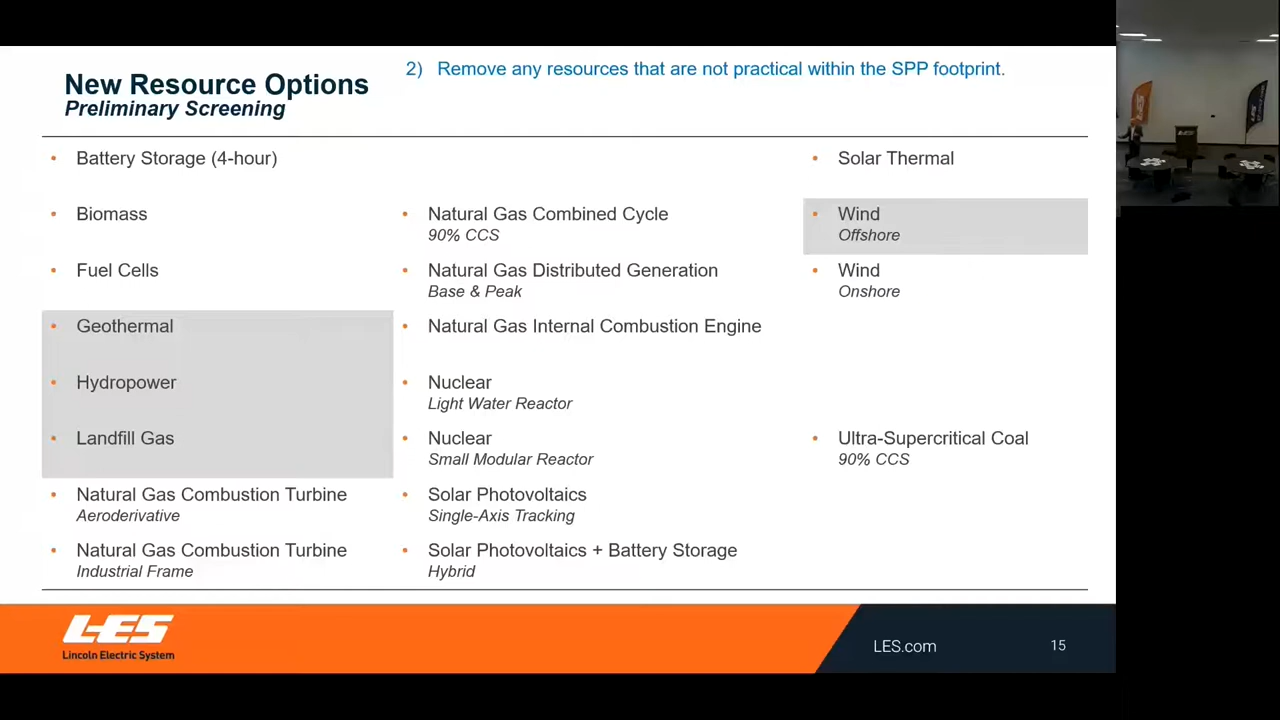 New Resource Options
Preliminary Screening
2) Remove any resources that are not practical within the SPP footprint.
• Battery Storage (4-hour)
• Biomass
• Fuel Cells
• Geothermal
• Hydropower
• Landfill Gas
• Natural Gas Combustion Turbine
Aeroderivative
• Natural Gas Combustion Turbine
Industrial Frame
• Natural Gas Combined Cycle
90% CCS
• Natural Gas Distributed Generation
Base & Peak
• Natural Gas Internal Combustion Engine
• Nuclear
Light Water Reactor
• Nuclear
Small Modular Reactor
• Solar Photovoltaics
Single-Axis Tracking
• Solar Photovoltaics + Battery Storage
Hybrid
• Solar Thermal
• Wind
Offshore
• Wind
Onshore
• Ultra-Supercritical Coal
90% CCS
LES
Lincoln Electric System
LES.com
15
LES